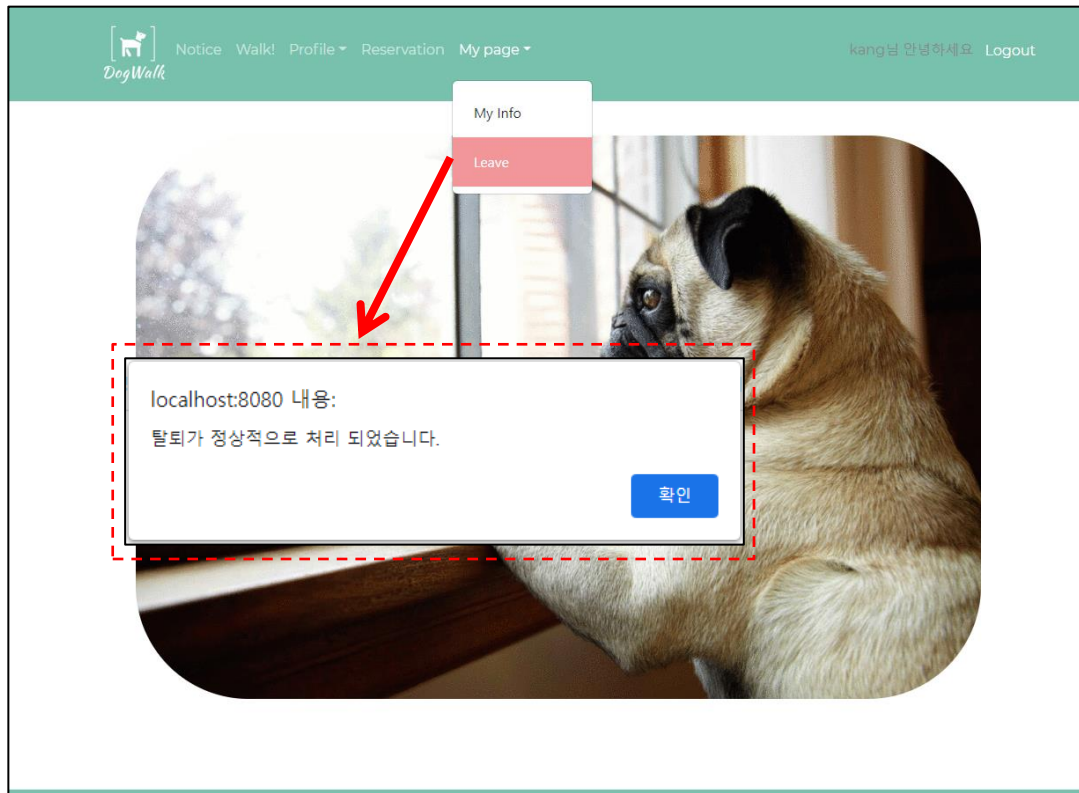 DogWalk
Notice Walk! Profile Reservation My page
kang님 안녕하세요 Logout
My Info
Leave
localhost:8080 내용:
탈퇴가 정상적으로 처리 되었습니다.
확인